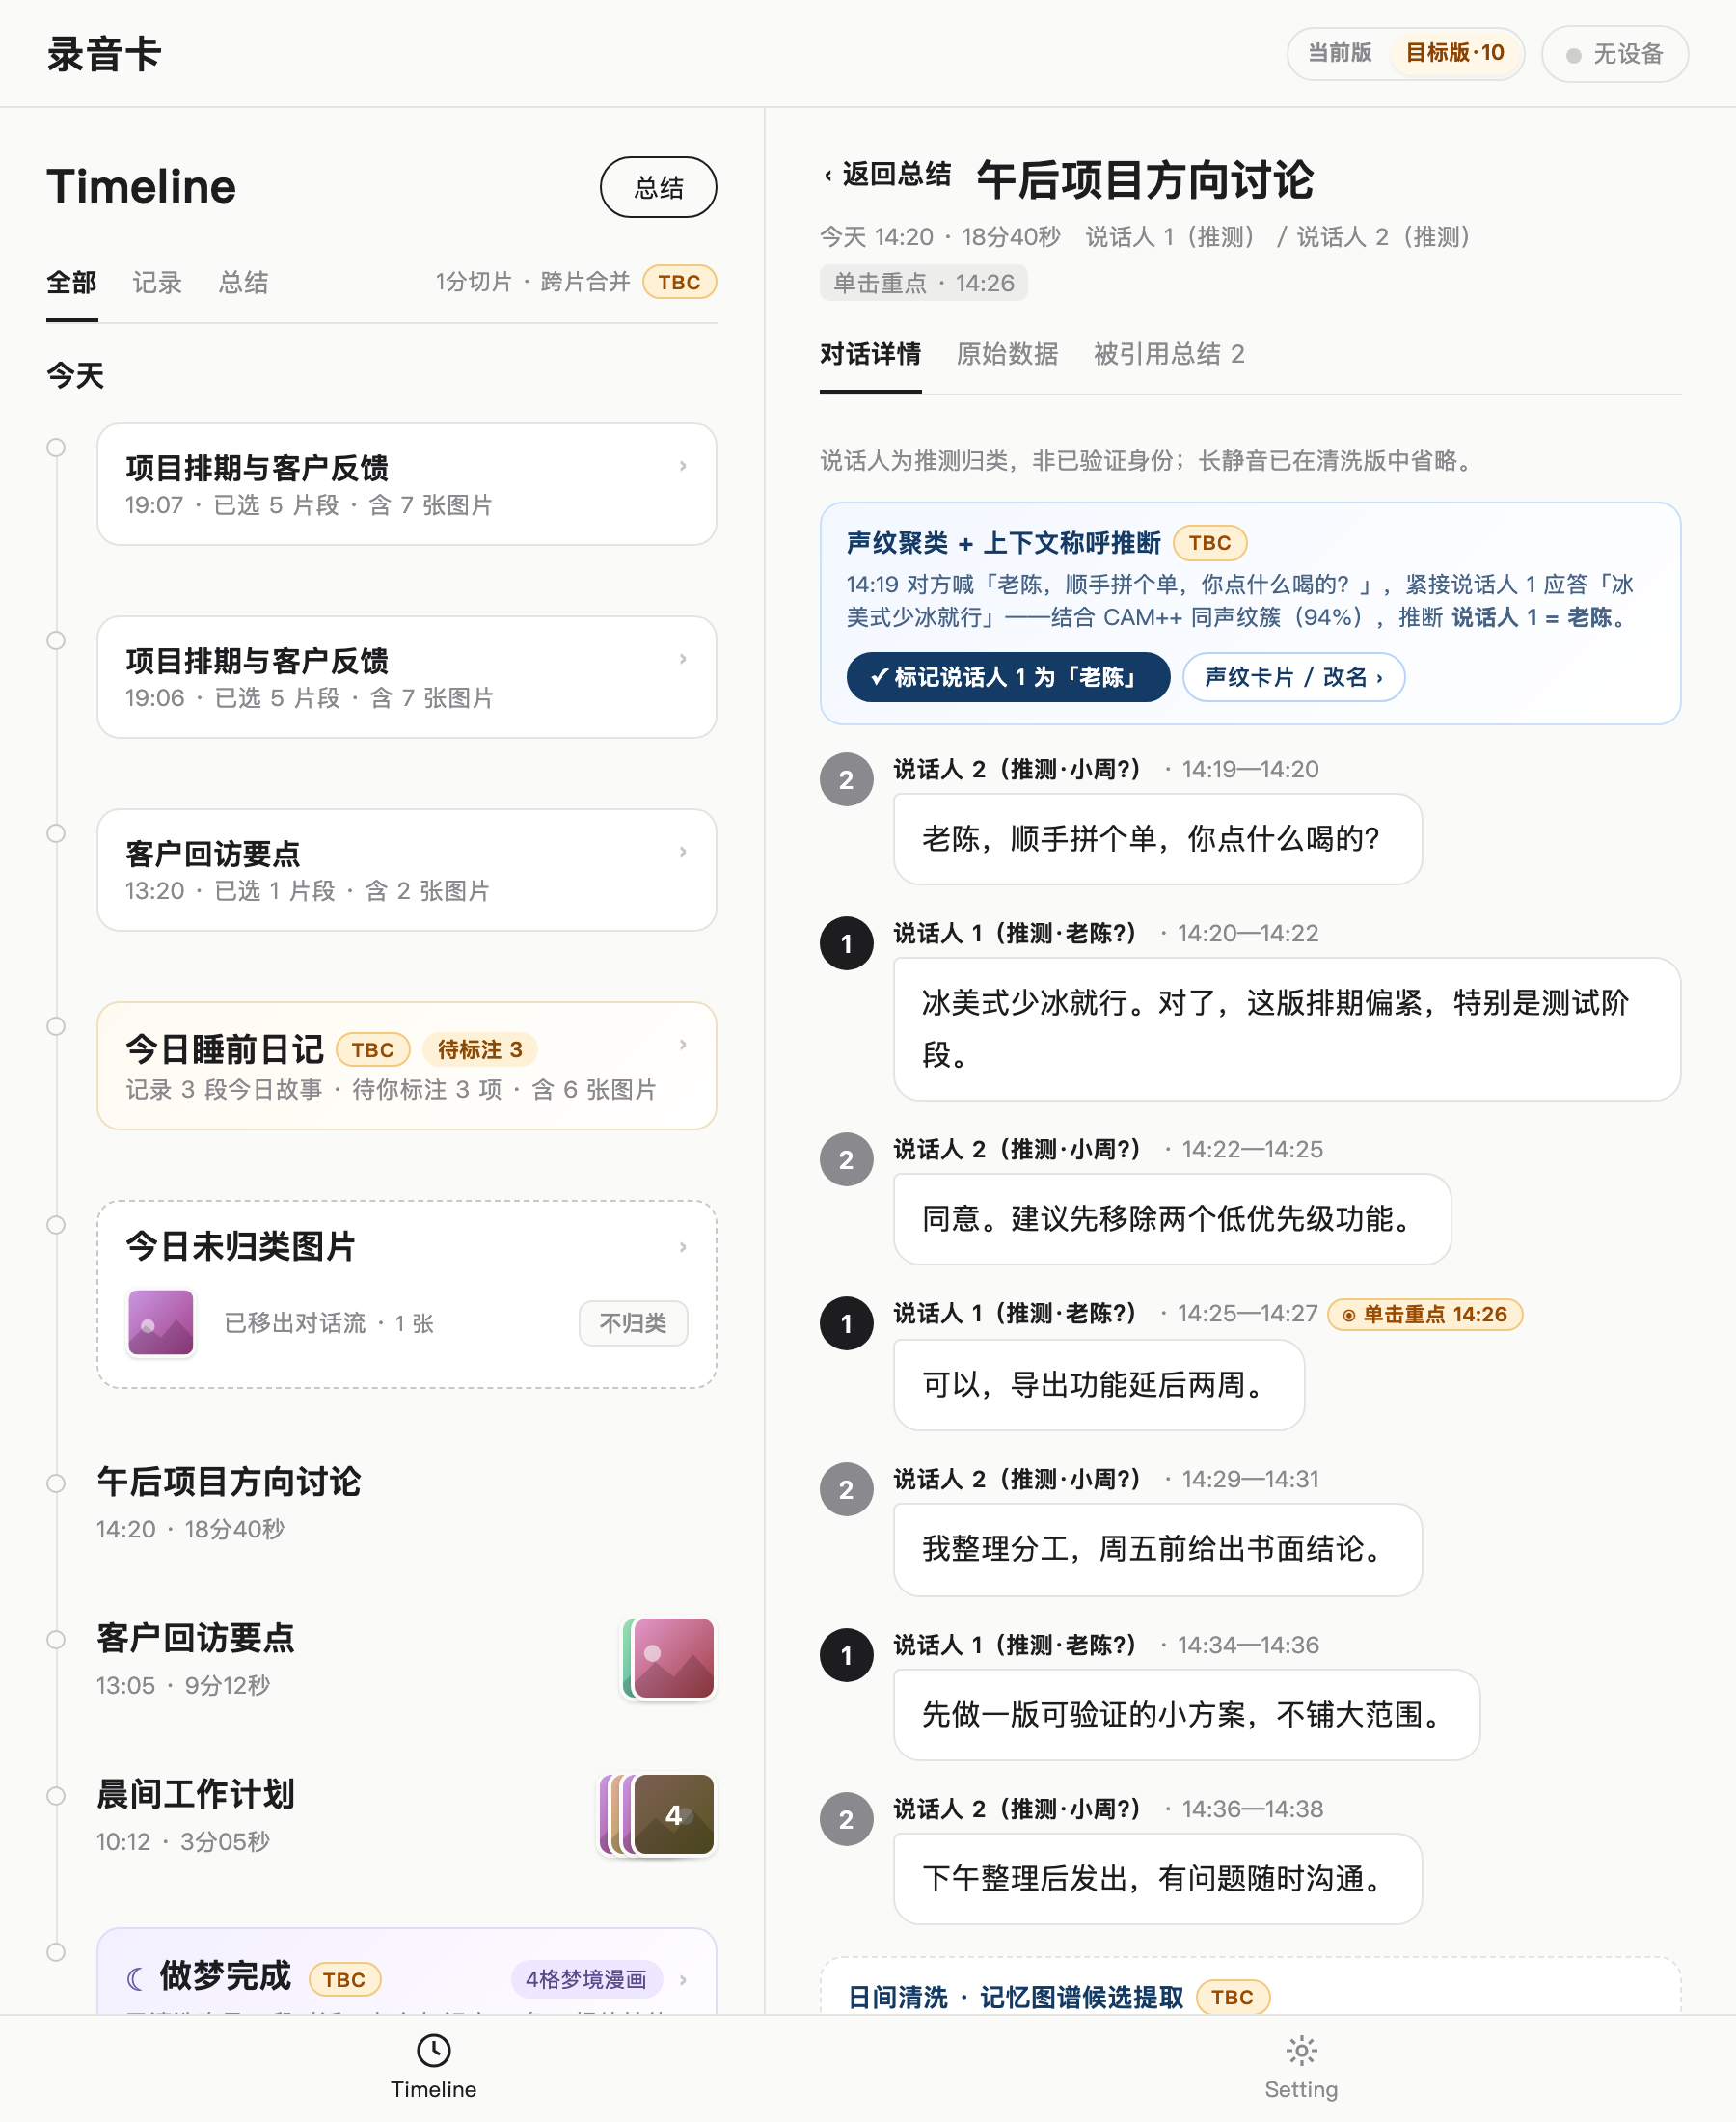 录音卡
当前版 目标版·10 无设备
Timeline
总结
全部 记录 总结 1分切片 · 跨片合并 TBC
今天
项目排期与客户反馈
19:07 · 已选 5 片段 · 含 7 张图片
项目排期与客户反馈
19:06 · 已选 5 片段 · 含 7 张图片
客户回访要点
13:20 · 已选 1 片段 · 含 2 张图片
今日睡前日记 TBC 待标注 3
记录 3 段今日故事 · 待你标注 3 项 · 含 6 张图片
今日未归类图片
已移出对话流 · 1 张 不归类
午后项目方向讨论
14:20 · 18分40秒
客户回访要点
13:05 · 9分12秒
晨间工作计划
10:12 · 3分05秒
4
做梦完成 TBC 4格梦境漫画
‹ 返回总结 午后项目方向讨论
今天 14:20 · 18分40秒 说话人 1（推测） / 说话人 2（推测）
单击重点 · 14:26
对话详情 原始数据 被引用总结 2
说话人为推测归类，非已验证身份；长静音已在清洗版中省略。
声纹聚类 + 上下文称呼推断 TBC
14:19 对方喊「老陈，顺手拼个单，你点什么喝的？」，紧接说话人 1 应答「冰
美式少冰就行」——结合 CAM++ 同声纹簇（94%），推断 说话人 1 = 老陈。
✓ 标记说话人 1 为「老陈」 声纹卡片 / 改名 ›
2 说话人 2（推测·小周?） · 14:19—14:20
老陈，顺手拼个单，你点什么喝的？
1 说话人 1（推测·老陈?） · 14:20—14:22
冰美式少冰就行。对了，这版排期偏紧，特别是测试阶
段。
2 说话人 2（推测·小周?） · 14:22—14:25
同意。建议先移除两个低优先级功能。
1 说话人 1（推测·老陈?） · 14:25—14:27 ◉ 单击重点 14:26
可以，导出功能延后两周。
2 说话人 2（推测·小周?） · 14:29—14:31
我整理分工，周五前给出书面结论。
1 说话人 1（推测·老陈?） · 14:34—14:36
先做一版可验证的小方案，不铺大范围。
2 说话人 2（推测·小周?） · 14:36—14:38
下午整理后发出，有问题随时沟通。
日间清洗 · 记忆图谱候选提取 TBC
Timeline
Setting